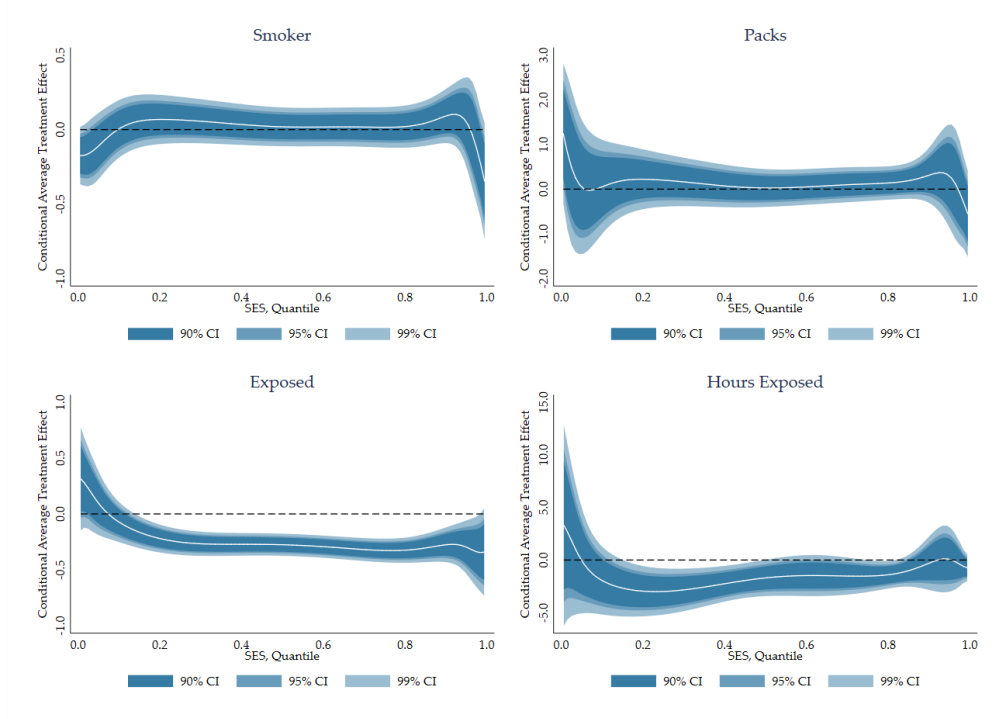 Smoker
Conditional Average Treatment Effect
0.5
0.0
-0.5
-1.0
0.0 0.2 0.4 0.6 0.8 1.0
SES, Quantile
90% CI 95% CI 99% CI
Packs
Conditional Average Treatment Effect
3.0
2.0
1.0
0.0
-1.0
-2.0
0.0 0.2 0.4 0.6 0.8 1.0
SES, Quantile
90% CI 95% CI 99% CI
Exposed
Conditional Average Treatment Effect
1.0
0.5
0.0
-0.5
-1.0
0.0 0.2 0.4 0.6 0.8 1.0
SES, Quantile
90% CI 95% CI 99% CI
Hours Exposed
Conditional Average Treatment Effect
15.0
10.0
5.0
0.0
-5.0
0.0 0.2 0.4 0.6 0.8 1.0
SES, Quantile
90% CI 95% CI 99% CI